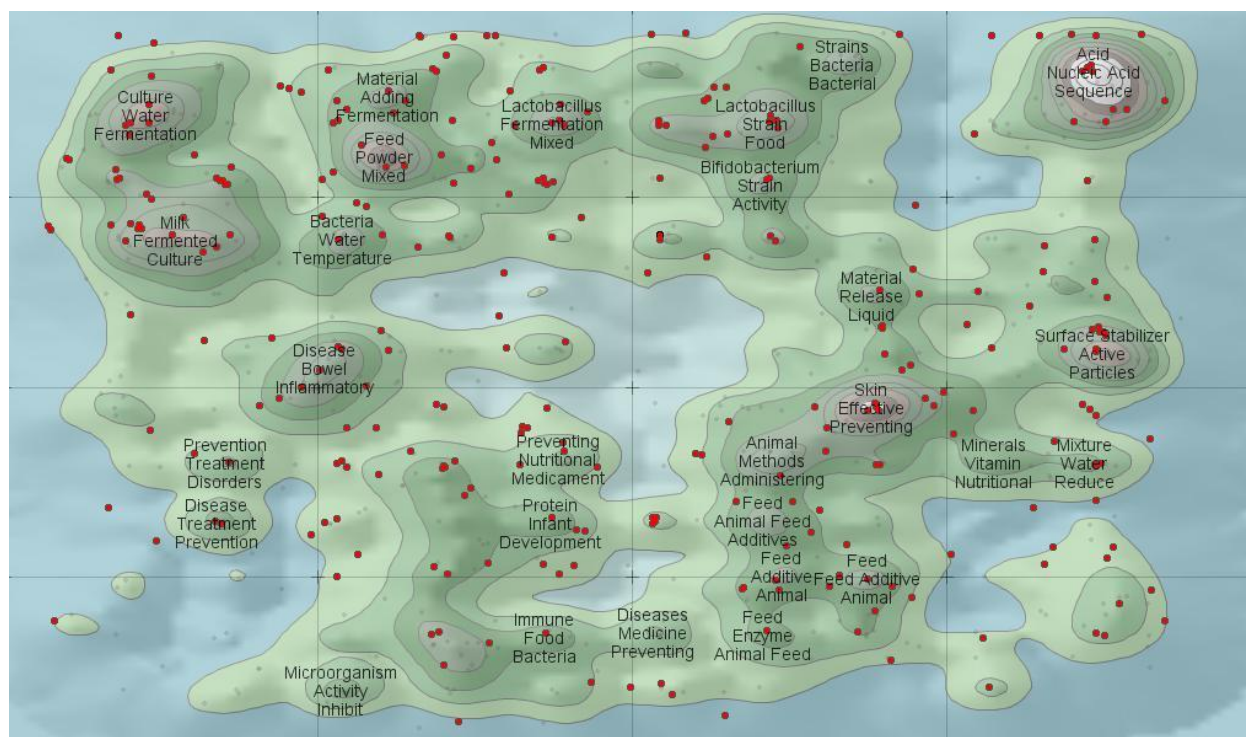 Strains
Bacteria
Bacterial
Acid
Nucleic Acid
Sequence
Culture
Water
Fermentation
Material
Adding
Fermentation
Lactobacillus
Fermentation
Mixed
Lactobacillus
Strain
Food
Feed
Powder
Mixed
Bifidobacterium
Strain
Activity
Milk
Fermented
Culture
Bacteria
Water
Temperature
Material
Release
Liquid
Surface Stabilizer
Active
Particles
Disease
Bowel
Inflammatory
Skin
Effective
Preventing
Prevention
Treatment
Disorders
Preventing
Nutritional
Medicament
Animal
Methods
Administering
Minerals
Vitamin
Nutritional
Mixture
Water
Reduce
Disease
Treatment
Prevention
Protein
Infant
Development
Feed
Animal Feed
Additives
Feed
Additive
Animal
Feed
Feed Additive
Animal
Immune
Food
Bacteria
Diseases
Medicine
Preventing
Feed
Enzyme
Animal Feed
Microorganism
Activity
Inhibit